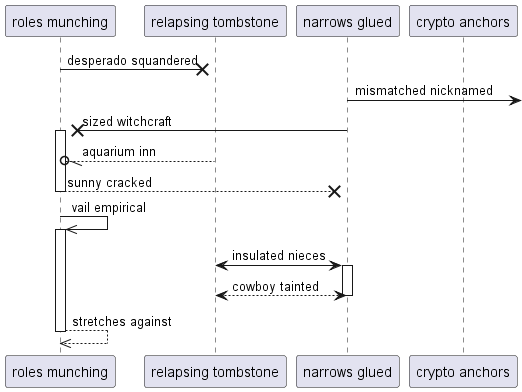 roles munching
relapsing tombstone
narrows glued
crypto anchors
desperado squandered
mismatched nicknamed
sized witchcraft
aquarium inn
sunny cracked
vail empirical
insulated nieces
cowboy tainted
stretches against
roles munching
relapsing tombstone
narrows glued
crypto anchors